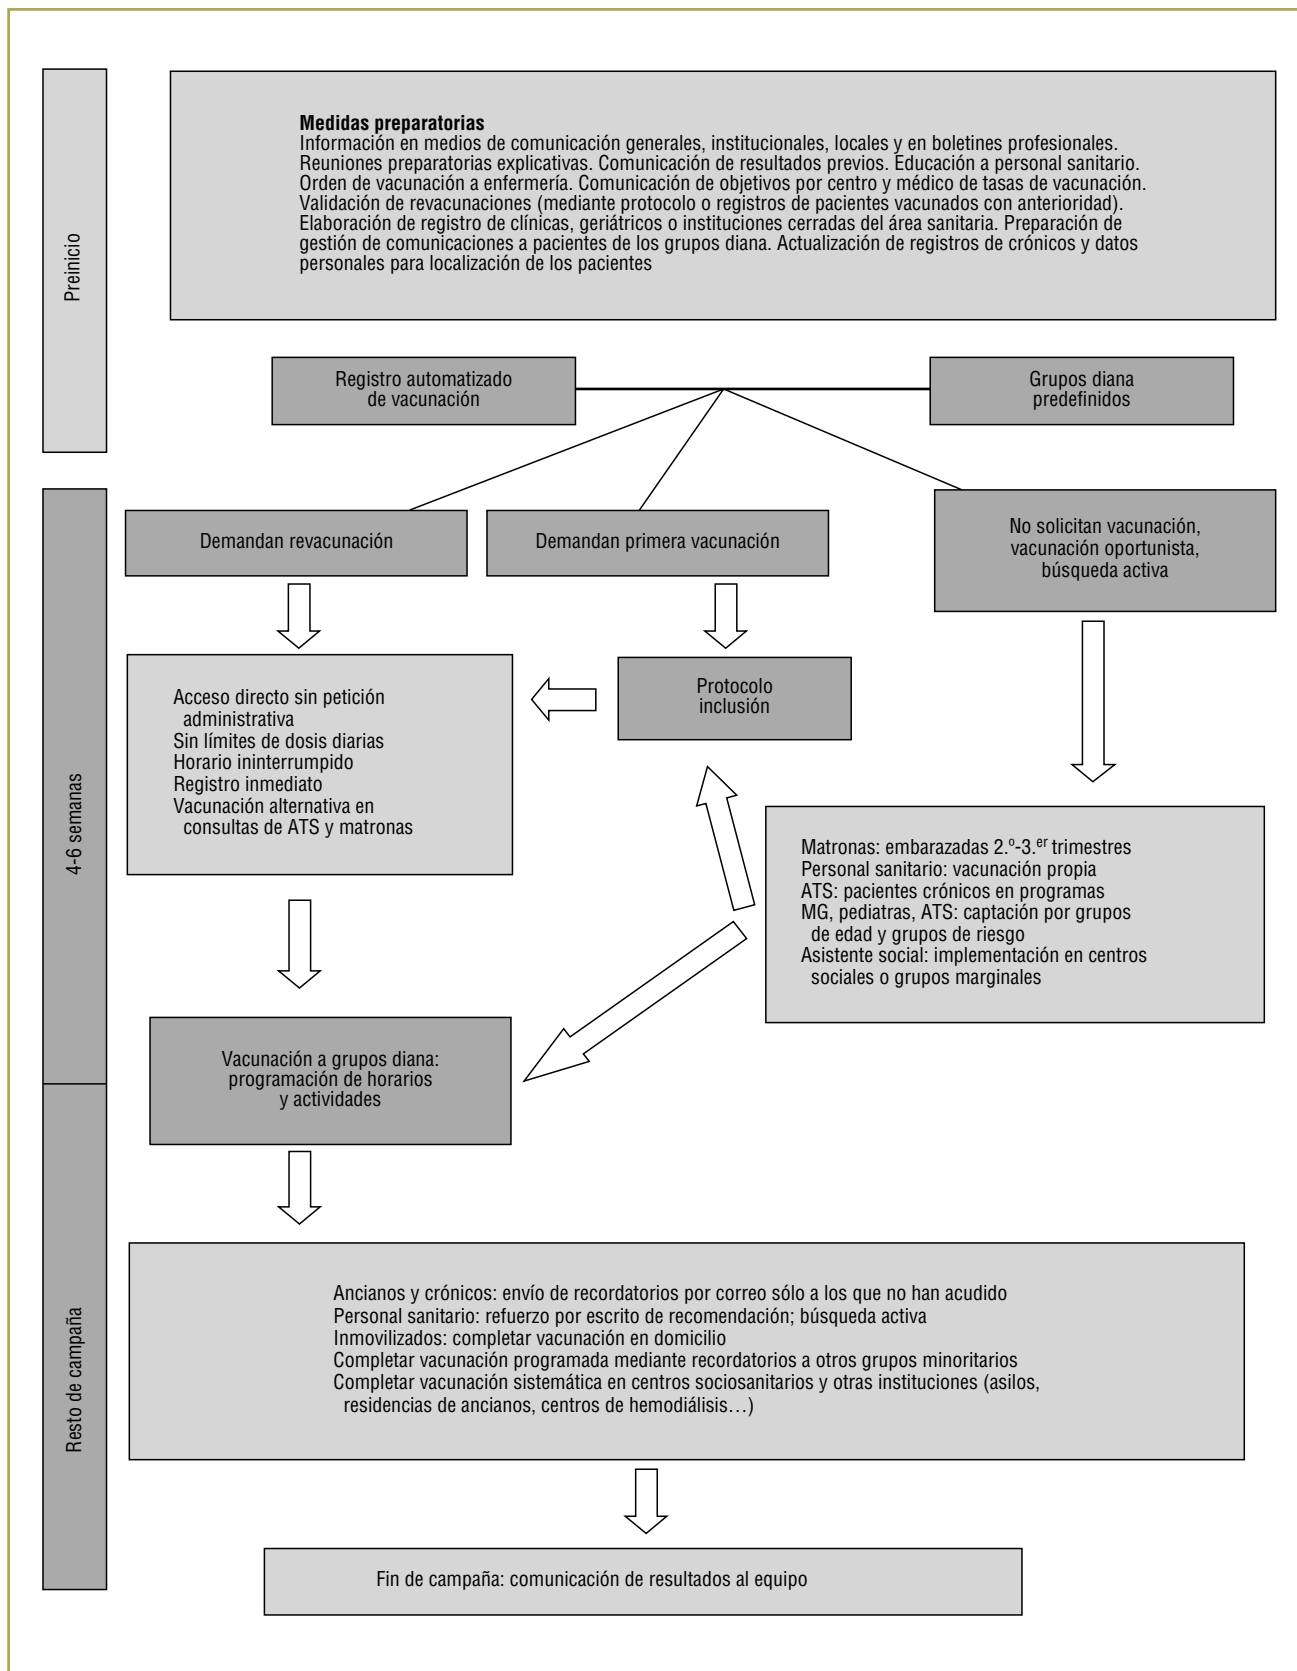 Preinicio
Medidas preparatorias
Información en medios de comunicación generales, institucionales, locales y en boletines profesionales.
Reuniones preparatorias explicativas. Comunicación de resultados previos. Educación a personal sanitario.
Orden de vacunación a enfermería. Comunicación de objetivos por centro y médico de tasas de vacunación.
Validación de revacunaciones (mediante protocolo o registros de pacientes vacunados con anterioridad).
Elaboración de registro de clínicas, geriátricos o instituciones cerradas del área sanitaria. Preparación de
gestión de comunicaciones a pacientes de los grupos diana. Actualización de registros de crónicos y datos
personales para localización de los pacientes
Registro automatizado
de vacunación
Grupos diana
predefinidos
4-6 semanas
Demandan revacunación
Demandan primera vacunación
No solicitan vacunación,
vacunación oportunista,
búsqueda activa
Acceso directo sin petición
administrativa
Sin límites de dosis diarias
Horario ininterrumpido
Registro inmediato
Vacunación alternativa en
consultas de ATS y matronas
Protocolo
inclusión
Matronas: embarazadas 2.º-3.er trimestres
Personal sanitario: vacunación propia
ATS: pacientes crónicos en programas
MG, pediatras, ATS: captación por grupos
de edad y grupos de riesgo
Asistente social: implementación en centros
sociales o grupos marginales
Vacunación a grupos diana:
programación de horarios
y actividades
Resto de campaña
Ancianos y crónicos: envío de recordatorios por correo sólo a los que no han acudido
Personal sanitario: refuerzo por escrito de recomendación; búsqueda activa
Inmovilizados: completar vacunación en domicilio
Completar vacunación programada mediante recordatorios a otros grupos minoritarios
Completar vacunación sistemática en centros sociosanitarios y otras instituciones (asilos,
residencias de ancianos, centros de hemodiálisis…)
Fin de campaña: comunicación de resultados al equipo